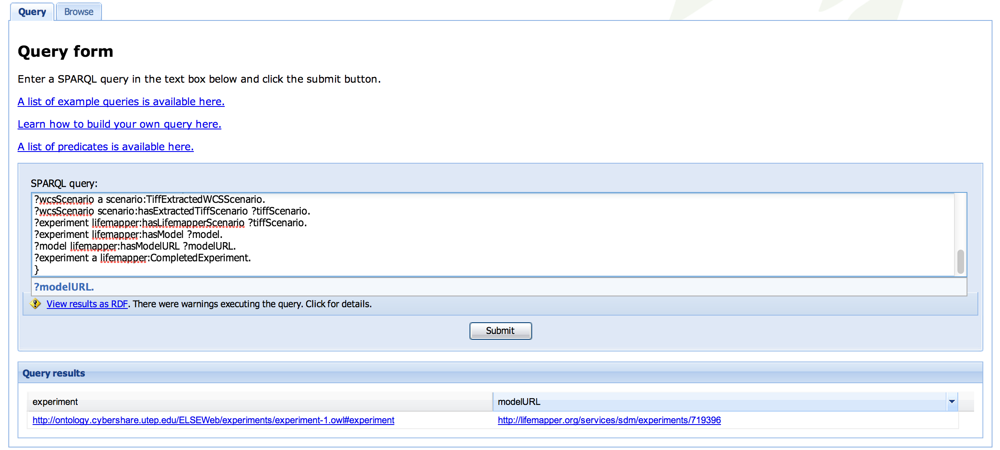 Query Browse
Query form
Enter a SPARQL query in the text box below and click the submit button.
A list of example queries is available here.
Learn how to build your own query here.
A list of predicates is available here.
SPARQL query:
?wcsScenario a scenario:TiffExtractedWCSScenario.
?wcsScenario scenario:hasExtractedTiffScenario ?tiffScenario.
?experiment lifemapper:hasLifemapperScenario ?tiffScenario.
?experiment lifemapper:hasModel ?model.
?model lifemapper:hasModelURL ?modelURL.
?experiment a lifemapper:CompletedExperiment.
}
?modelURL.
View results as RDF. There were warnings executing the query. Click for details.
Submit
Query results
experiment modelURL
http://ontology.cybershare.utep.edu/ELSEWeb/experiments/experiment-1.owl#experiment http://lifemapper.org/services/sdm/experiments/719396